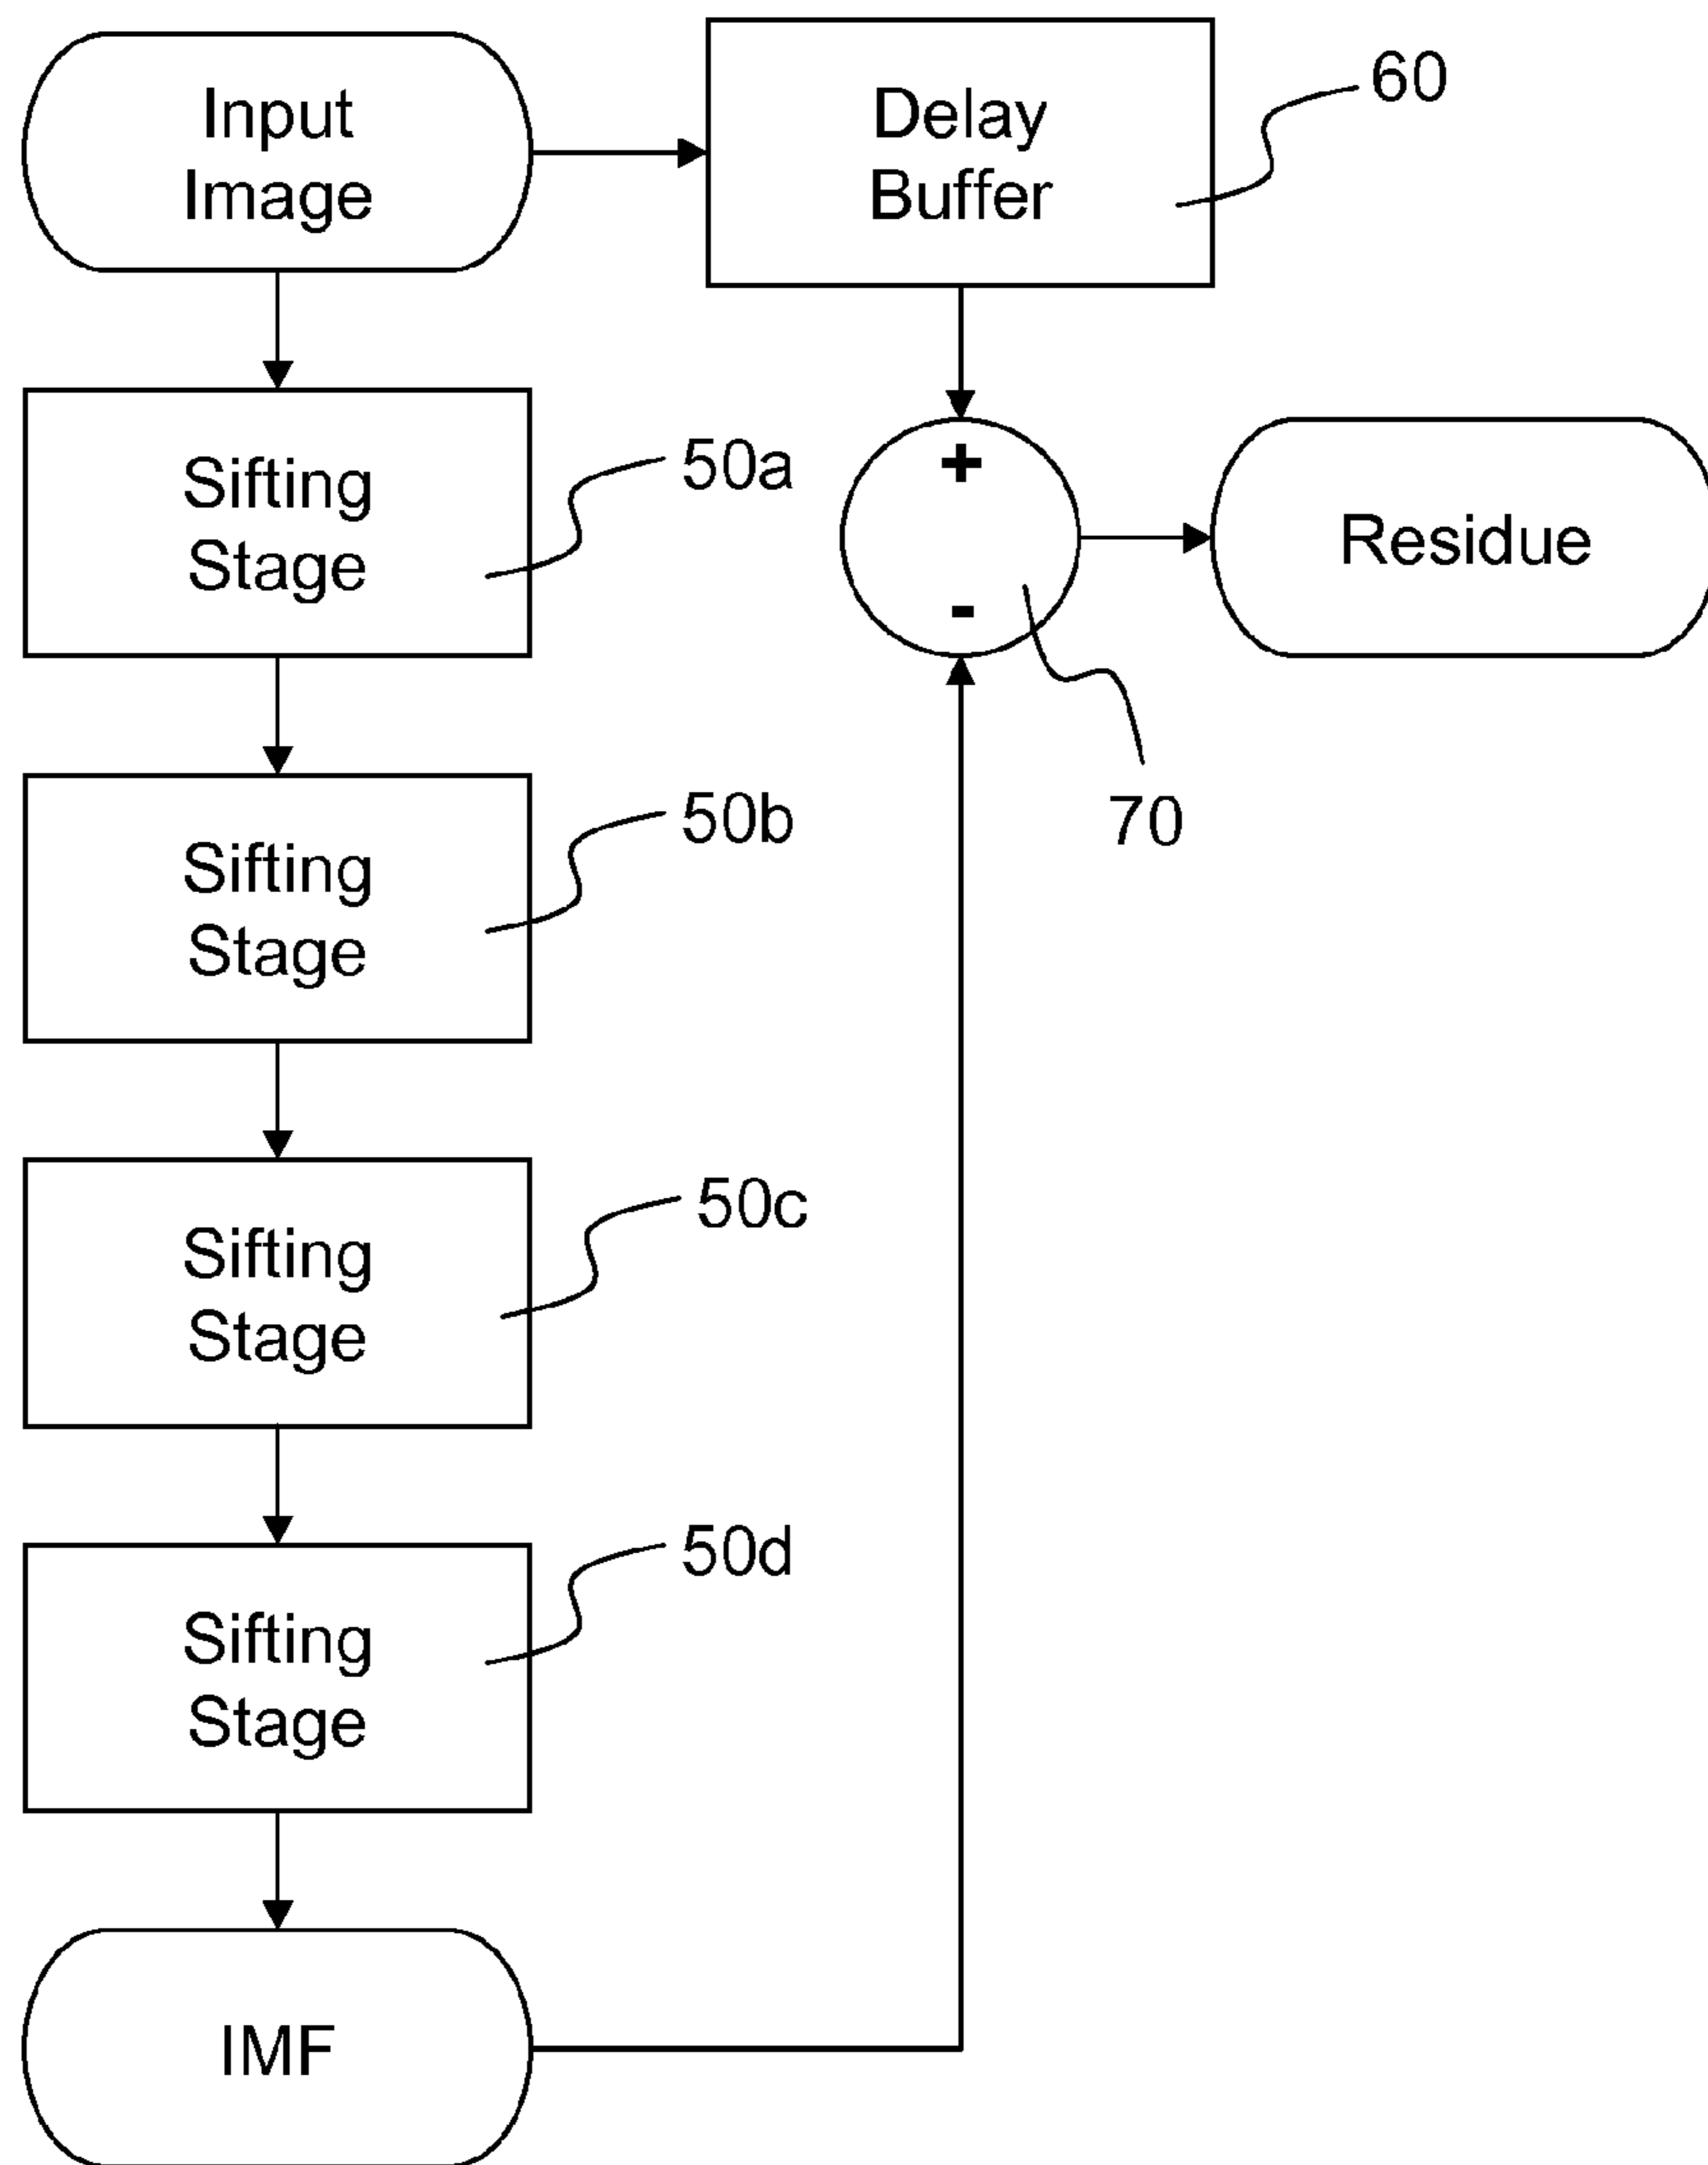 Input
Image
Delay
Buffer
60
Sifting
Stage
50a
+
-
Residue
70
Sifting
Stage
50b
Sifting
Stage
50c
Sifting
Stage
50d
IMF